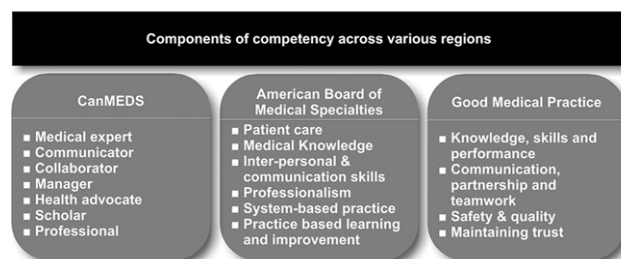 Components of competency across various regions
CanMEDS
■ Medical expert
■ Communicator
■ Collaborator
■ Manager
■ Health advocate
■ Scholar
■ Professional
American Board of
Medical Specialties
■ Patient care
■ Medical Knowledge
■ Inter-personal &
communication skills
■ Professionalism
■ System-based practice
■ Practice based learning
and improvement
Good Medical Practice
■ Knowledge, skills and
performance
■ Communication,
partnership and
teamwork
■ Safety & quality
■ Maintaining trust